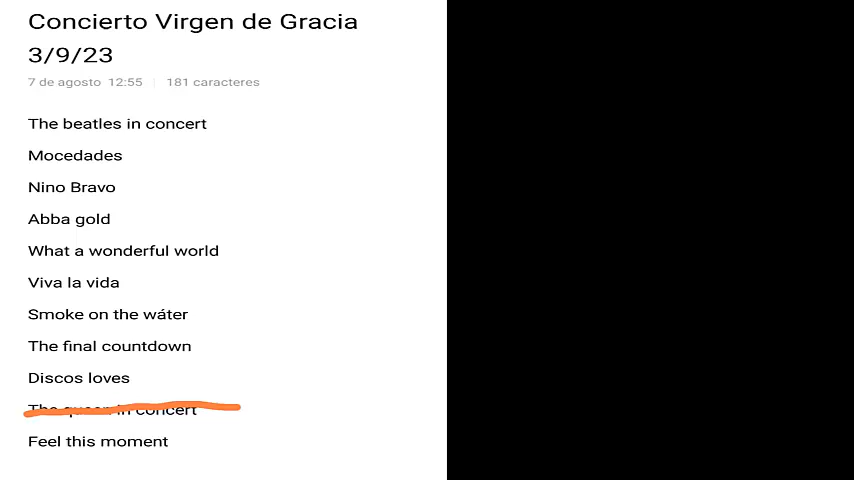 Concierto Virgen de Gracia
3/9/23
7 de agosto 12:55 | 181 caracteres
The beatles in concert
Mocedades
Nino Bravo
Abba gold
What a wonderful world
Viva la vida
Smoke on the wáter
The final countdown
Discos loves
The queen in concert
Feel this moment